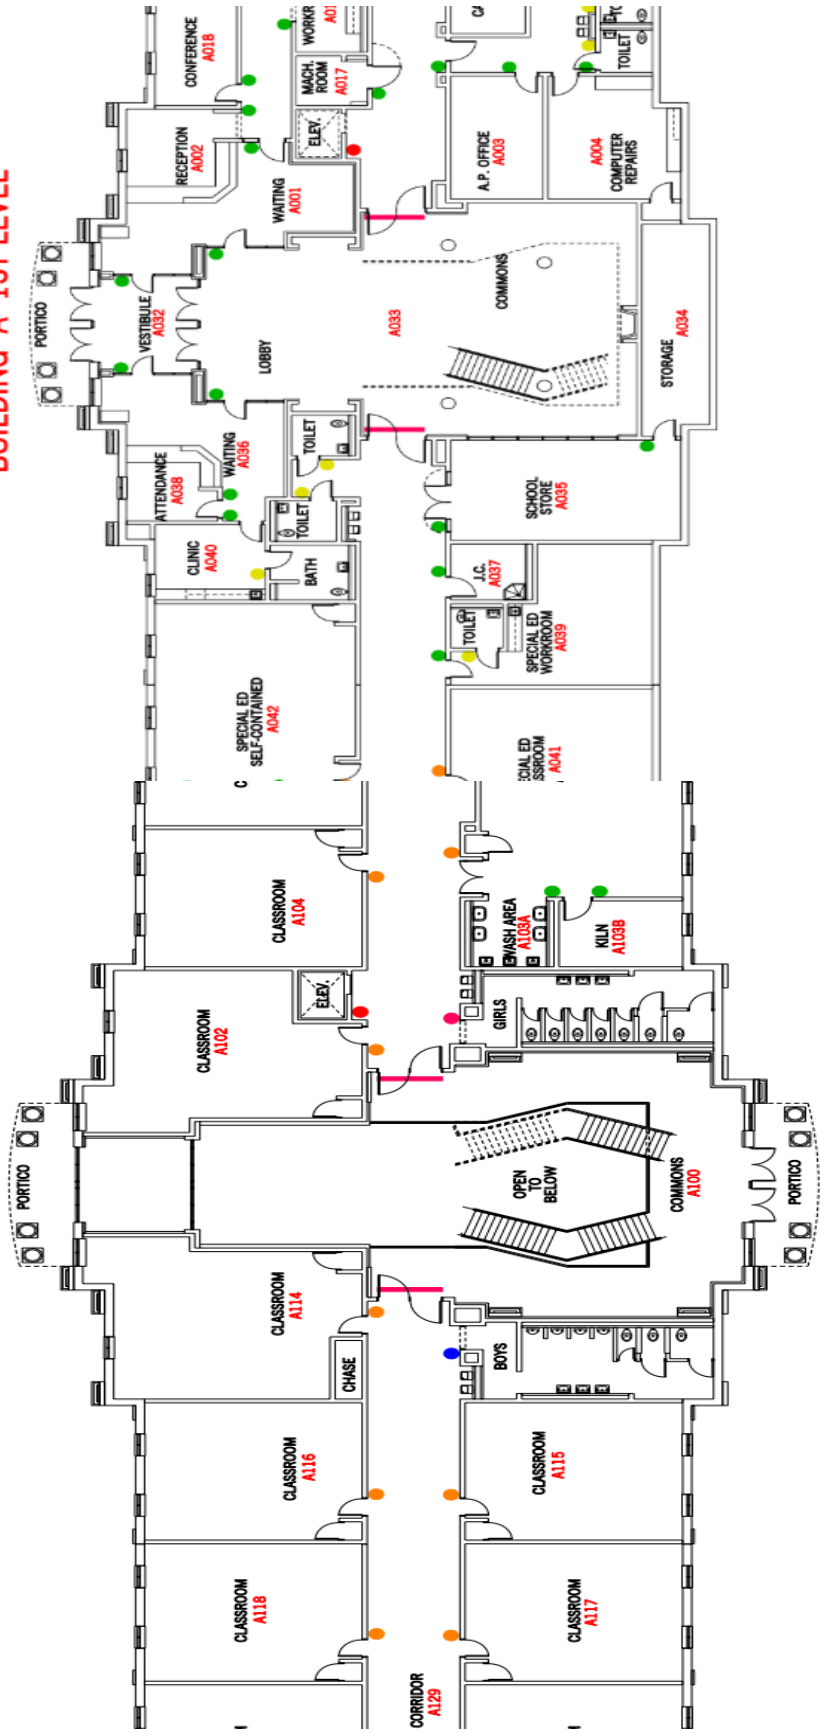 BUILDING A 1ST LEVEL
CONFERENCE
A018
MACH.
ROOM
A017
TOILET
RECEPTION
A002
ELEV.
A.P. OFFICE
A003
A004
COMPUTER
REPAIRS
WAITING
A001
PORTICO
VESTIBULE
A032
LOBBY
A033
COMMONS
STORAGE
A034
ATTENDANCE
A038
WAITING
A036
TOILET
TOILET
SCHOOL
STORE
A035
CLINIC
A040
BATH
J.C.
A037
TOILET
SPECIAL ED
WORKROOM
A039
SPECIAL ED
SELF-CONTAINED
A042
A041
CLASSROOM
A104
WASH AREA
A103A
KILN
A103B
CLASSROOM
A102
ELEV.
GIRLS
PORTICO
OPEN
TO
BELOW
COMMONS
A100
PORTICO
CLASSROOM
A114
CHASE
BOYS
CLASSROOM
A116
CLASSROOM
A115
CLASSROOM
A118
CLASSROOM
A117
CORRIDOR
A129